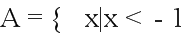 A = { x|x < - 1